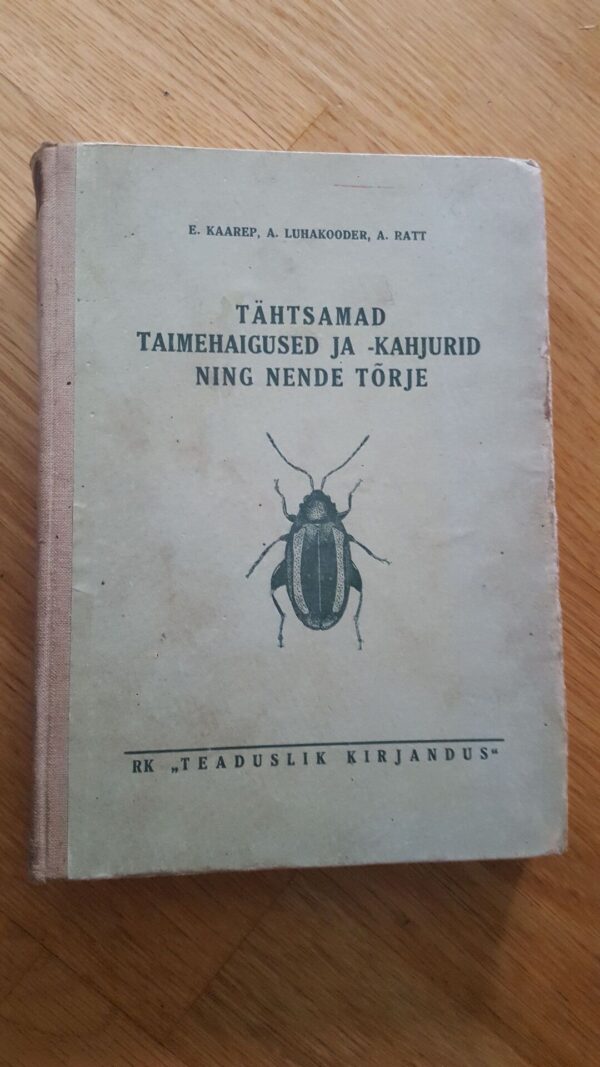 E. KAAREP, A. LUHAKOODER, A. RATT
TÄHTSAMAD
TAIMEHAIGUSED JA -KAHJURID
NING NENDE TÕRJE
RK „TEADUSLIK KIRJANDUS“